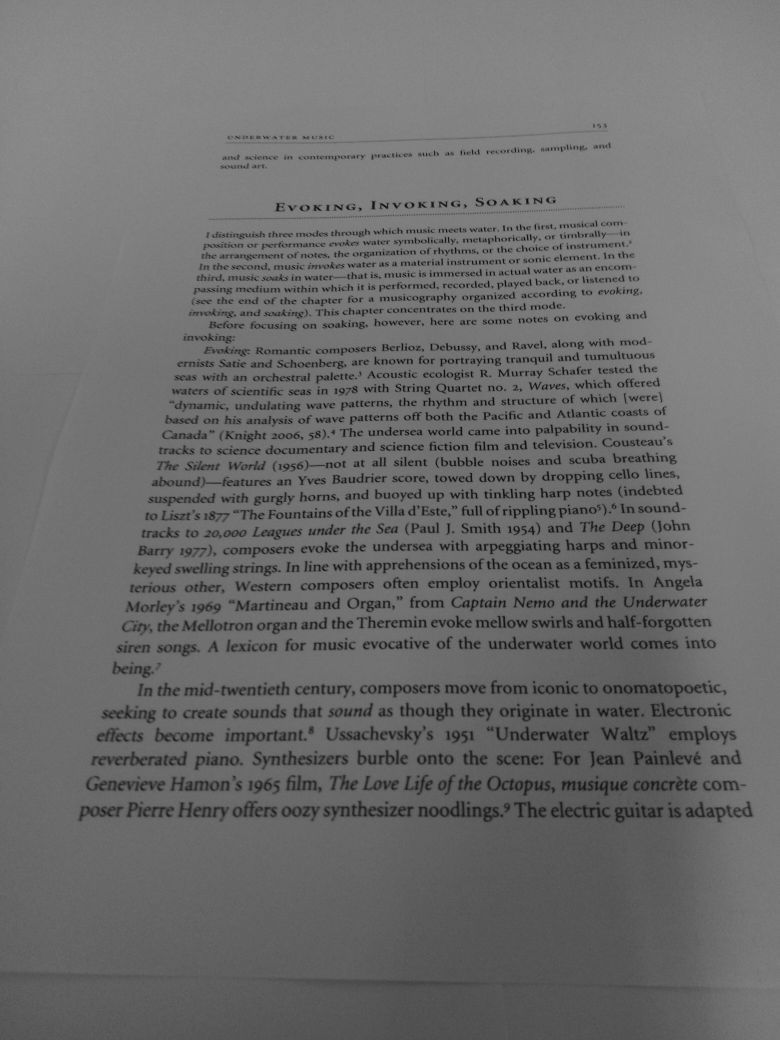 UNDERWATER MUSIC 153
and science in contemporary practices such as field recording, sampling, and
sound art.
EVOKING, INVOKING, SOAKING
I distinguish three modes through which music meets water. In the first, musical com-
position or performance evokes water symbolically, metaphorically, or timbrally—in
the arrangement of notes, the organization of rhythms, or the choice of instrument.²
In the second, music invokes water as a material instrument or sonic element. In the
third, music soaks in water—that is, music is immersed in actual water as an encom-
passing medium within which it is performed, recorded, played back, or listened to
(see the end of the chapter for a musicography organized according to evoking,
invoking, and soaking). This chapter concentrates on the third mode.
Before focusing on soaking, however, here are some notes on evoking and
invoking:
Evoking: Romantic composers Berlioz, Debussy, and Ravel, along with mod-
ernists Satie and Schoenberg, are known for portraying tranquil and tumultuous
seas with an orchestral palette.³ Acoustic ecologist R. Murray Schafer tested the
waters of scientific seas in 1978 with String Quartet no. 2, Waves, which offered
“dynamic, undulating wave patterns, the rhythm and structure of which [were]
based on his analysis of wave patterns off both the Pacific and Atlantic coasts of
Canada” (Knight 2006, 58).⁴ The undersea world came into palpability in sound-
tracks to science documentary and science fiction film and television. Cousteau’s
The Silent World (1956)—not at all silent (bubble noises and scuba breathing
abound)—features an Yves Baudrier score, towed down by dropping cello lines,
suspended with gurgly horns, and buoyed up with tinkling harp notes (indebted
to Liszt’s 1877 “The Fountains of the Villa d’Este,” full of rippling piano⁵).⁶ In sound-
tracks to 20,000 Leagues under the Sea (Paul J. Smith 1954) and The Deep (John
Barry 1977), composers evoke the undersea with arpeggiating harps and minor-
keyed swelling strings. In line with apprehensions of the ocean as a feminized, mys-
terious other, Western composers often employ orientalist motifs. In Angela
Morley’s 1969 “Martineau and Organ,” from Captain Nemo and the Underwater
City, the Mellotron organ and the Theremin evoke mellow swirls and half-forgotten
siren songs. A lexicon for music evocative of the underwater world comes into
being.⁷
In the mid-twentieth century, composers move from iconic to onomatopoetic,
seeking to create sounds that sound as though they originate in water. Electronic
effects become important.⁸ Ussachevsky’s 1951 “Underwater Waltz” employs
reverberated piano. Synthesizers burble onto the scene: For Jean Painlevé and
Genevieve Hamon’s 1965 film, The Love Life of the Octopus, musique concrète com-
poser Pierre Henry offers oozy synthesizer noodlings.⁹ The electric guitar is adapted